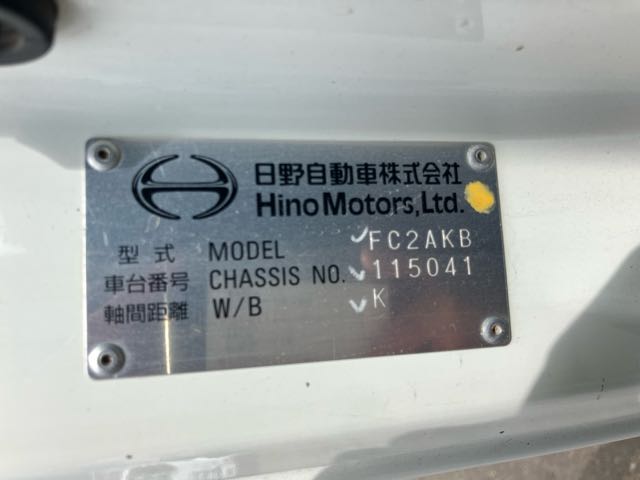 日野自動車株式会社
Hino Motors, Ltd.
型式 MODEL FC2AKB
車台番号 CHASSIS NO. 115041
軸間距離 W/B K